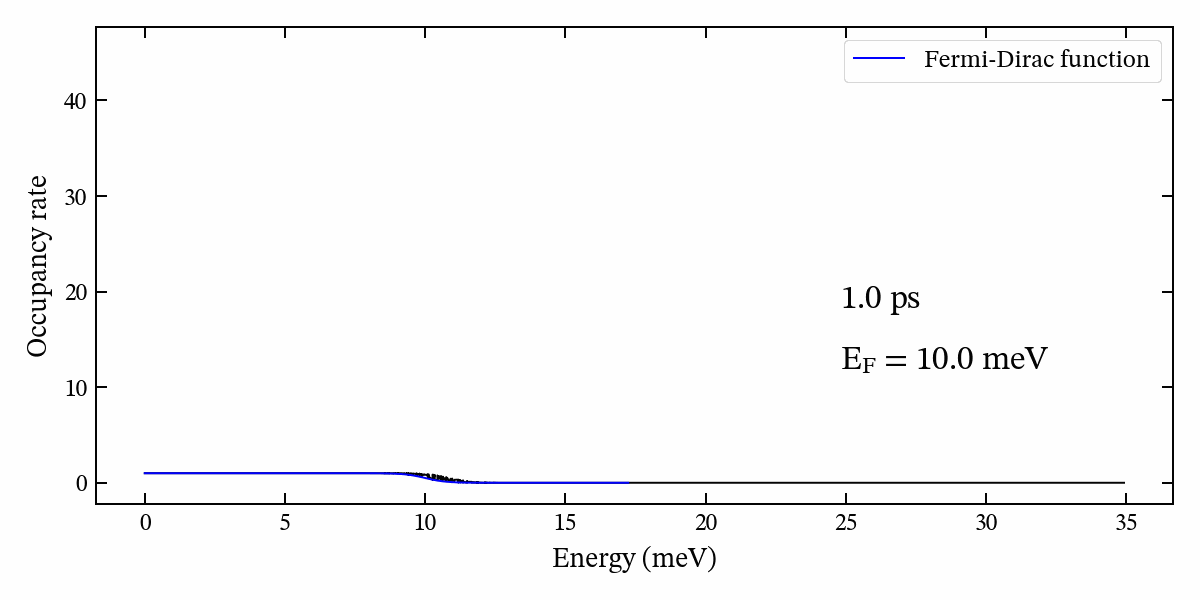 Fermi-Dirac function
40
30
20
10
0
Occupancy rate
1.0 ps
E_F = 10.0 meV
0 5 10 15 20 25 30 35
Energy (meV)